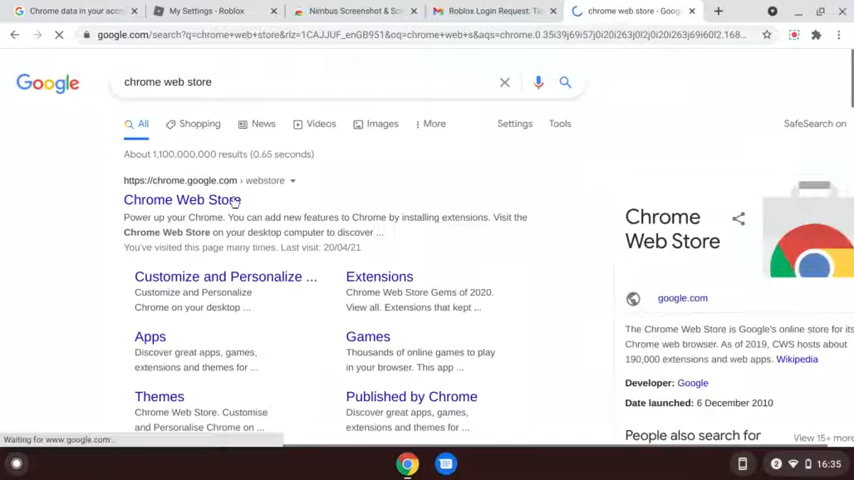 Chrome data in your acco
My Settings - Roblox
Nimbus Screenshot & Scr
Roblox Login Request: Ti
chrome web store - Goog
google.com/search?q=chrome+web+store&rlz=1CAJJUF_enGB951&oq=chrome+web+s&aqs=chrome.0.35i39j69i57j0i20i263j0l2j0i20i263j0j69i60l2.168...
Google
chrome web store
All
Shopping
News
Videos
Images
More
Settings
Tools
SafeSearch on
About 1,100,000,000 results (0.65 seconds)
https://chrome.google.com › webstore
Chrome Web Store
Power up your Chrome. You can add new features to Chrome by installing extensions. Visit the
Chrome Web Store on your desktop computer to discover ...
You've visited this page many times. Last visit: 20/04/21
Customize and Personalize ...
Customize and Personalize
Chrome on your desktop ...
Extensions
Chrome Web Store Gems of 2020.
View all. Extensions that kept ...
Apps
Discover great apps, games,
extensions and themes for ...
Games
Thousands of online games to play
in your browser. This app ...
Themes
Chrome Web Store. Customise
and Personalise Chrome on ...
Published by Chrome
Discover great apps, games,
extensions and themes for ...
Chrome
Web Store
google.com
The Chrome Web Store is Google's online store for its
Chrome web browser. As of 2019, CWS hosts about
190,000 extensions and web apps. Wikipedia
Developer: Google
Date launched: 6 December 2010
People also search for
View 15+ more
Waiting for www.google.com...
2
16:35